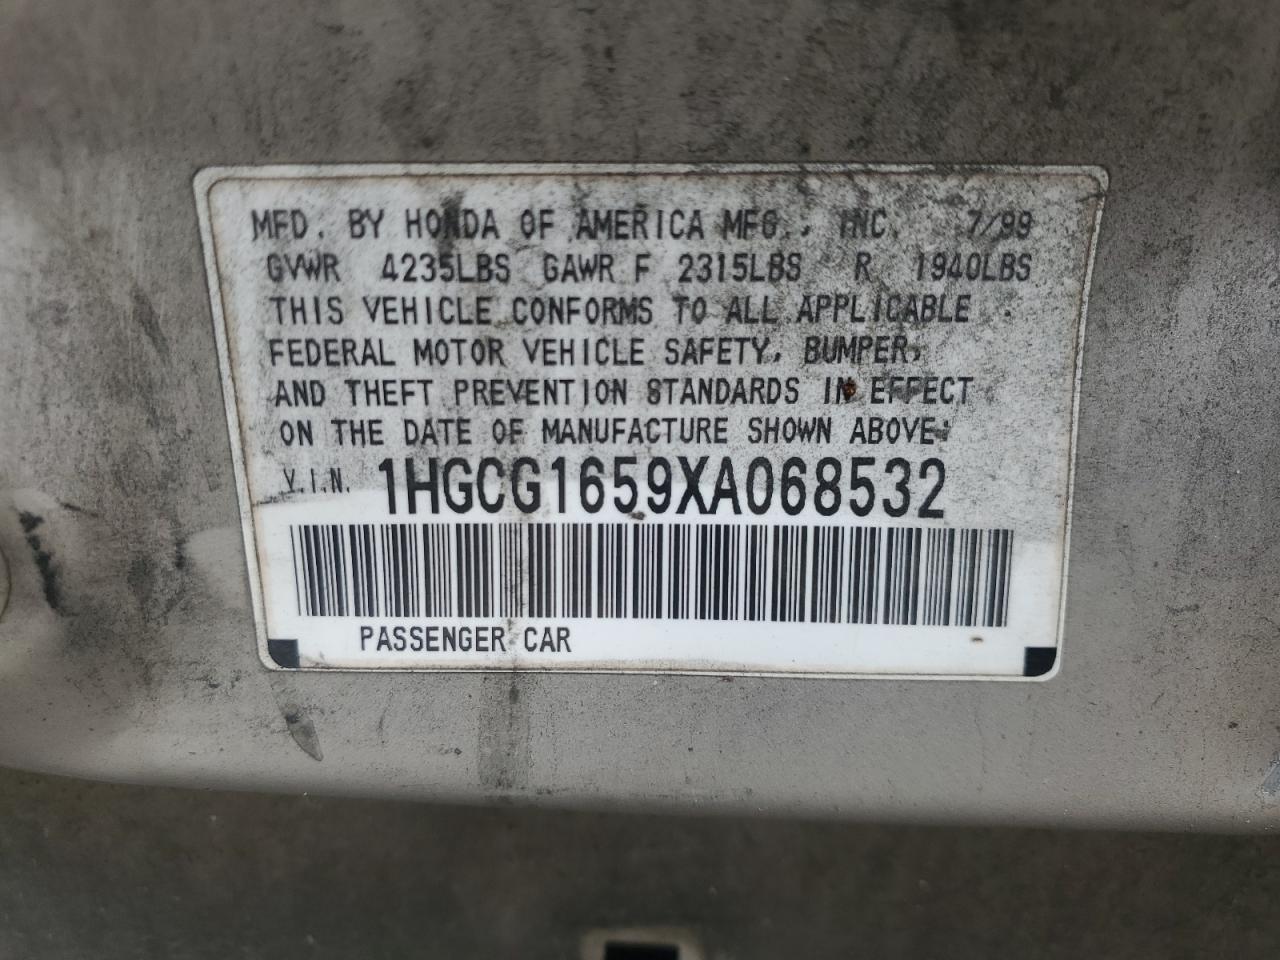 MFD. BY HONDA OF AMERICA MFG., INC. 7/99
GVWR 4235LBS GAWR F 2315LBS R 1940LBS
THIS VEHICLE CONFORMS TO ALL APPLICABLE
FEDERAL MOTOR VEHICLE SAFETY, BUMPER,
AND THEFT PREVENTION STANDARDS IN EFFECT
ON THE DATE OF MANUFACTURE SHOWN ABOVE.
V.I.N. 1HGCG1659XA068532
PASSENGER CAR